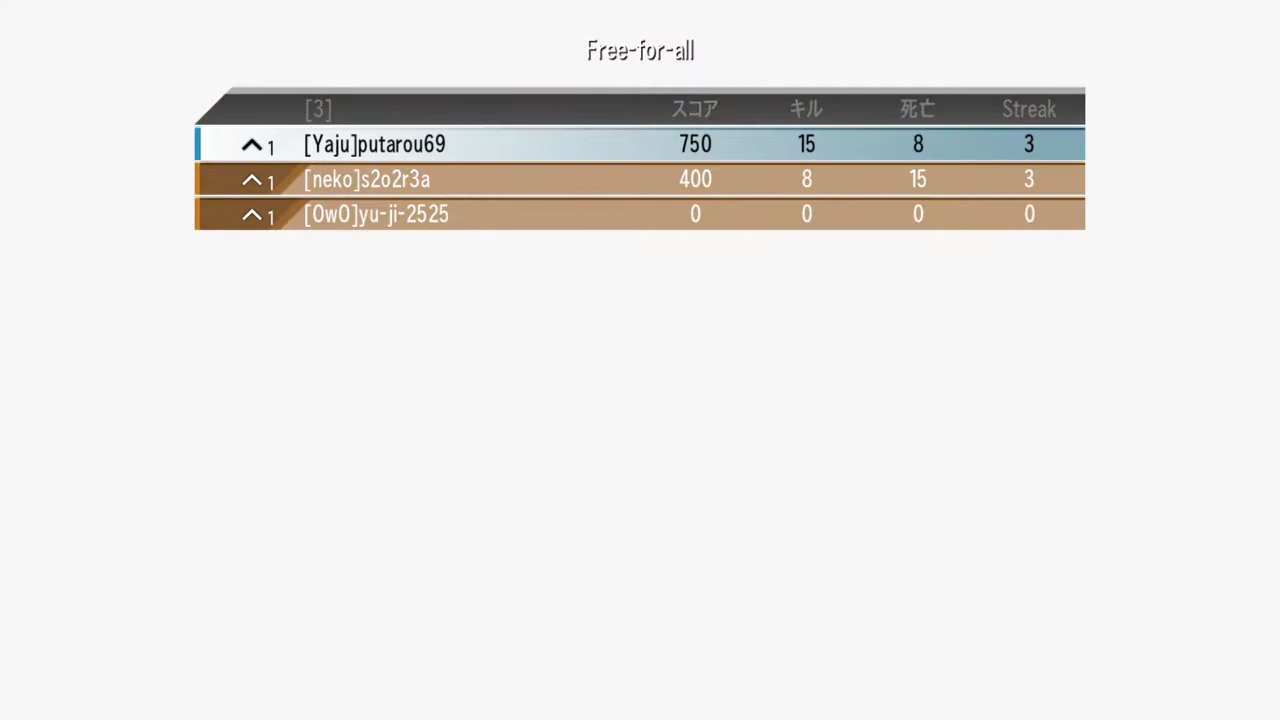 Free-for-all
[3] スコア キル 死亡 Streak
1 [Yaju]putarou69 750 15 8 3
1 [neko]s2o2r3a 400 8 15 3
1 [OwO]yu-ji-2525 0 0 0 0